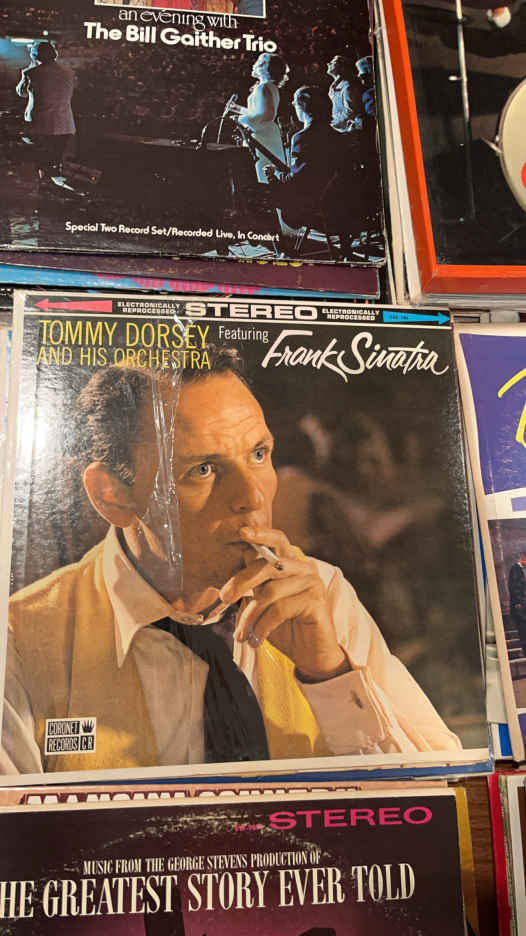 an evening with
The Bill Gaither Trio
Special Two Record Set/Recorded Live, In Concert
ELECTRONICALLY REPROCESSED STEREO ELECTRONICALLY REPROCESSED
TOMMY DORSEY Featuring Frank Sinatra
AND HIS ORCHESTRA
CORONET
RECORDS CR
STEREO
MUSIC FROM THE GEORGE STEVENS PRODUCTION OF
HE GREATEST STORY EVER TOLD